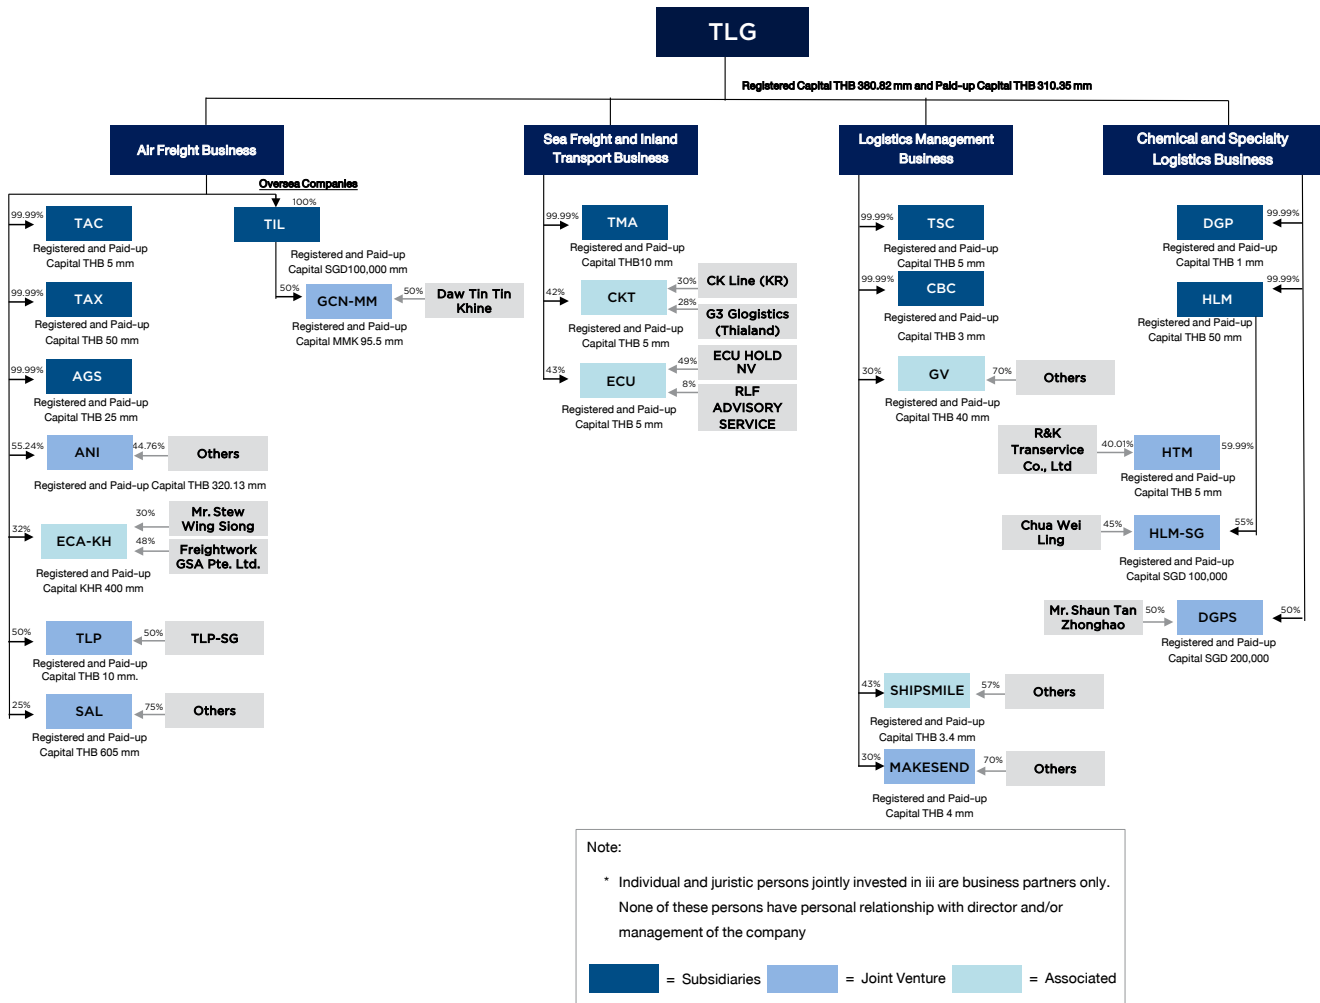 TLG
Registered Capital THB 380.82 mm and Paid-up Capital THB 310.35 mm
Air Freight Business
Oversea Companies
99.99%
TAC
Registered and Paid-up
Capital THB 5 mm
99.99%
TAX
Registered and Paid-up
Capital THB 50 mm
99.99%
AGS
Registered and Paid-up
Capital THB 25 mm
55.24%
ANI
44.76%
Others
Registered and Paid-up Capital THB 320.13 mm
32%
ECA-KH
30%
Mr. Stew
Wing Siong
48%
Freightwork
GSA Pte. Ltd.
Registered and Paid-up
Capital KHR 400 mm
50%
TLP
50%
TLP-SG
Registered and Paid-up
Capital THB 10 mm.
25%
SAL
75%
Others
Registered and Paid-up
Capital THB 605 mm
100%
TIL
Registered and Paid-up
Capital SGD100,000 mm
50%
GCN-MM
50%
Daw Tin Tin
Khine
Registered and Paid-up
Capital MMK 95.5 mm
Sea Freight and Inland
Transport Business
99.99%
TMA
Registered and Paid-up
Capital THB10 mm
42%
CKT
30%
CK Line (KR)
28%
G3 Glogistics
(Thialand)
Registered and Paid-up
Capital THB 5 mm
43%
ECU
49%
ECU HOLD
NV
8%
RLF
ADVISORY
SERVICE
Registered and Paid-up
Capital THB 5 mm
Logistics Management
Business
99.99%
TSC
Registered and Paid-up
Capital THB 5 mm
99.99%
CBC
Registered and Paid-up
Capital THB 3 mm
30%
GV
70%
Others
Registered and Paid-up
Capital THB 40 mm
43%
SHIPSMILE
57%
Others
Registered and Paid-up
Capital THB 3.4 mm
30%
MAKESEND
70%
Others
Registered and Paid-up
Capital THB 4 mm
Chemical and Specialty
Logistics Business
DGP
99.99%
Registered and Paid-up
Capital THB 1 mm
99.99%
HLM
Registered and Paid-up
Capital THB 50 mm
R&K
Transervice
Co., Ltd
40.01%
HTM
59.99%
Registered and Paid-up
Capital THB 5 mm
Chua Wei
Ling
45%
HLM-SG
55%
Registered and Paid-up
Capital SGD 100,000
Mr. Shaun Tan
Zhonghao
50%
DGPS
50%
Registered and Paid-up
Capital SGD 200,000
Note:
* Individual and juristic persons jointly invested in iii are business partners only.
None of these persons have personal relationship with director and/or
management of the company
= Subsidiaries
= Joint Venture
= Associated